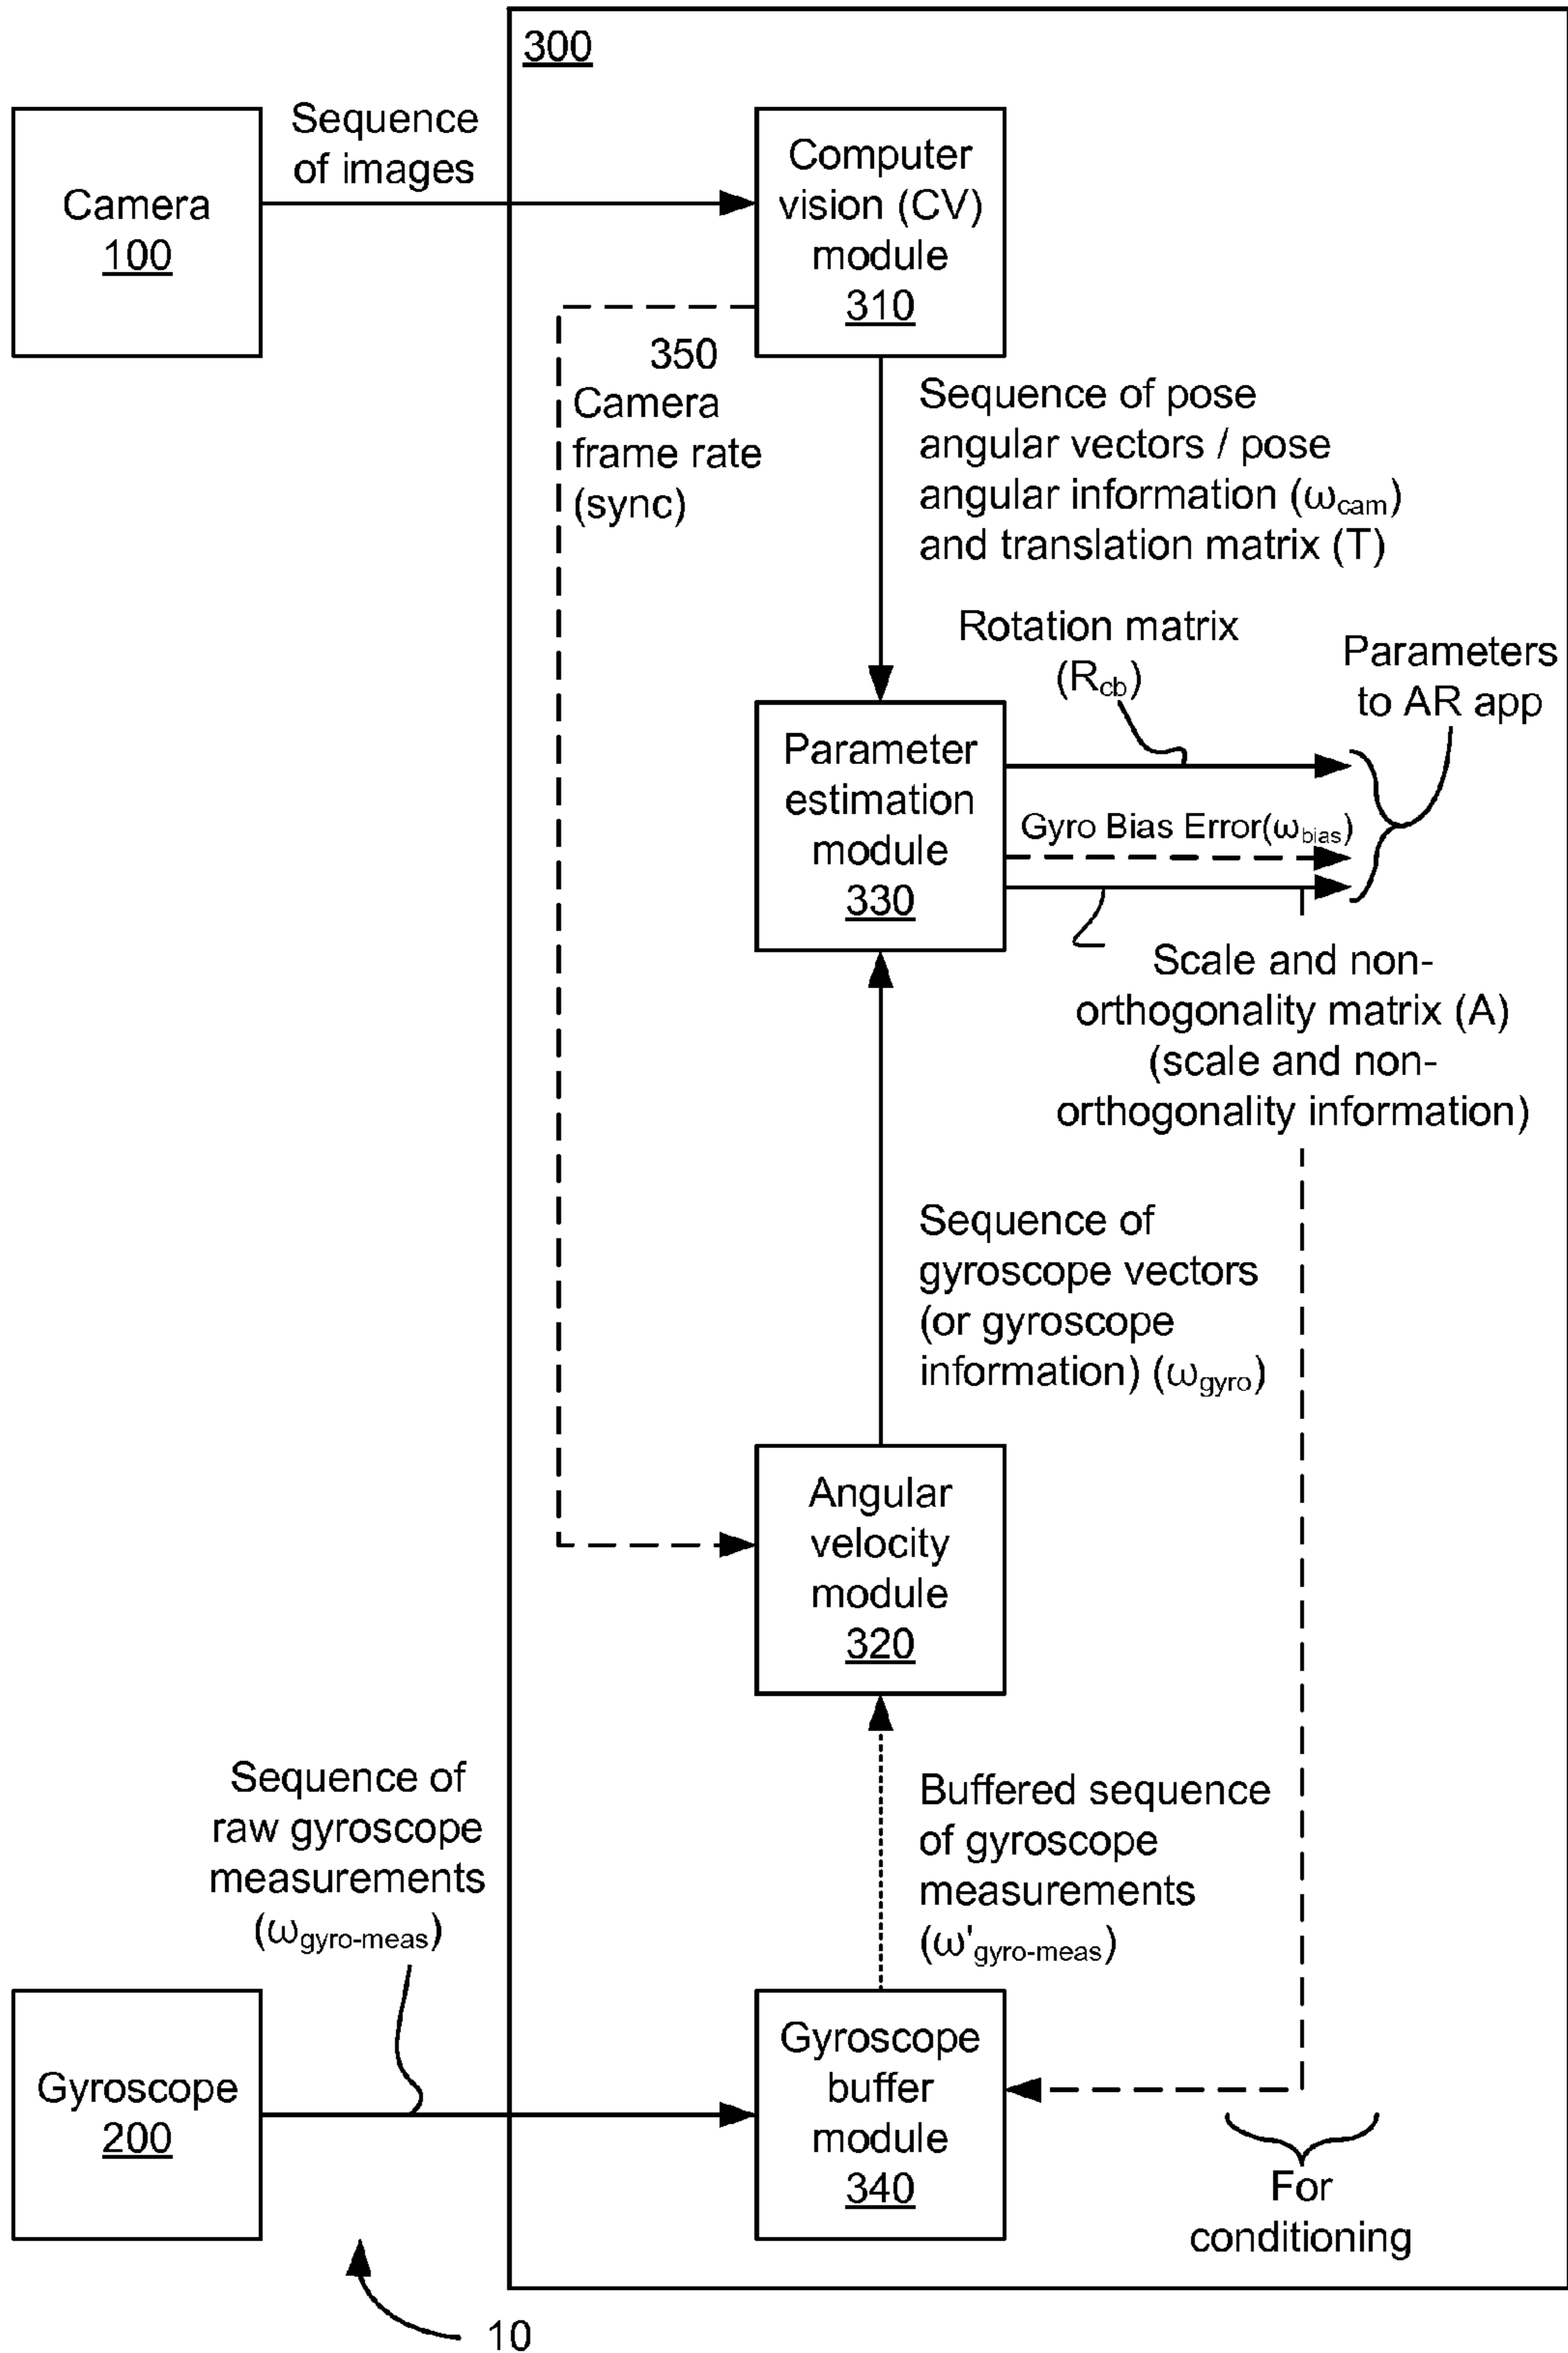 300
Sequence
of images
Camera
100
Computer
vision (CV)
module
310
350
Camera
frame rate
(sync)
Sequence of pose
angular vectors / pose
angular information (ωcam)
and translation matrix (T)
Rotation matrix
(Rcb)
Parameters
to AR app
Parameter
estimation
module
330
Gyro Bias Error(ωbias)
Scale and non-
orthogonality matrix (A)
(scale and non-
orthogonality information)
Sequence of
gyroscope vectors
(or gyroscope
information) (ωgyro)
Angular
velocity
module
320
Sequence of
raw gyroscope
measurements
(ωgyro-meas)
Buffered sequence
of gyroscope
measurements
(ω'gyro-meas)
Gyroscope
200
Gyroscope
buffer
module
340
For
conditioning
10